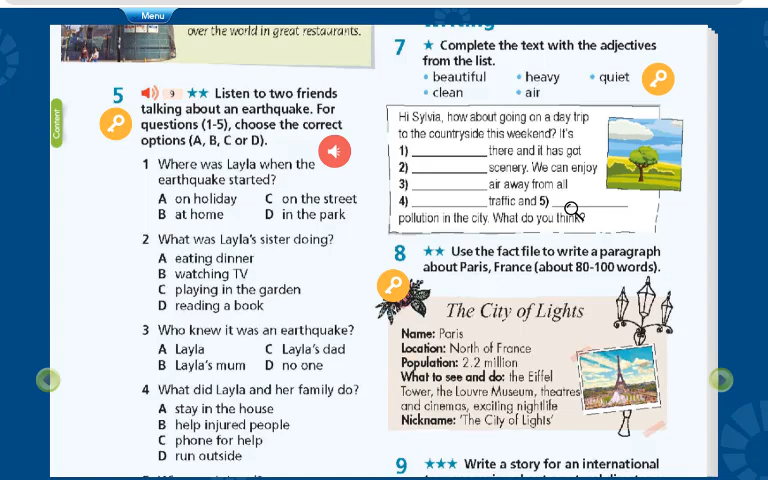 Menu
Content
over the world in great restaurants.
5 9 ★★ Listen to two friends
talking about an earthquake. For
questions (1-5), choose the correct
options (A, B, C or D).
1 Where was Layla when the
earthquake started?
A on holiday C on the street
B at home D in the park
2 What was Layla's sister doing?
A eating dinner
B watching TV
C playing in the garden
D reading a book
3 Who knew it was an earthquake?
A Layla C Layla's dad
B Layla's mum D no one
4 What did Layla and her family do?
A stay in the house
B help injured people
C phone for help
D run outside
7 ★ Complete the text with the adjectives
from the list.
• beautiful • heavy • quiet
• clean • air
Hi Sylvia, how about going on a day trip
to the countryside this weekend? It's
1) ____________ there and it has got
2) ____________ scenery. We can enjoy
3) ____________ air away from all
4) ____________ traffic and 5) ____________
pollution in the city. What do you think?
8 ★★ Use the fact file to write a paragraph
about Paris, France (about 80-100 words).
The City of Lights
Name: Paris
Location: North of France
Population: 2.2 million
What to see and do: the Eiffel
Tower, the Louvre Museum, theatres
and cinemas, exciting nightlife
Nickname: 'The City of Lights'
9 ★★★ Write a story for an international